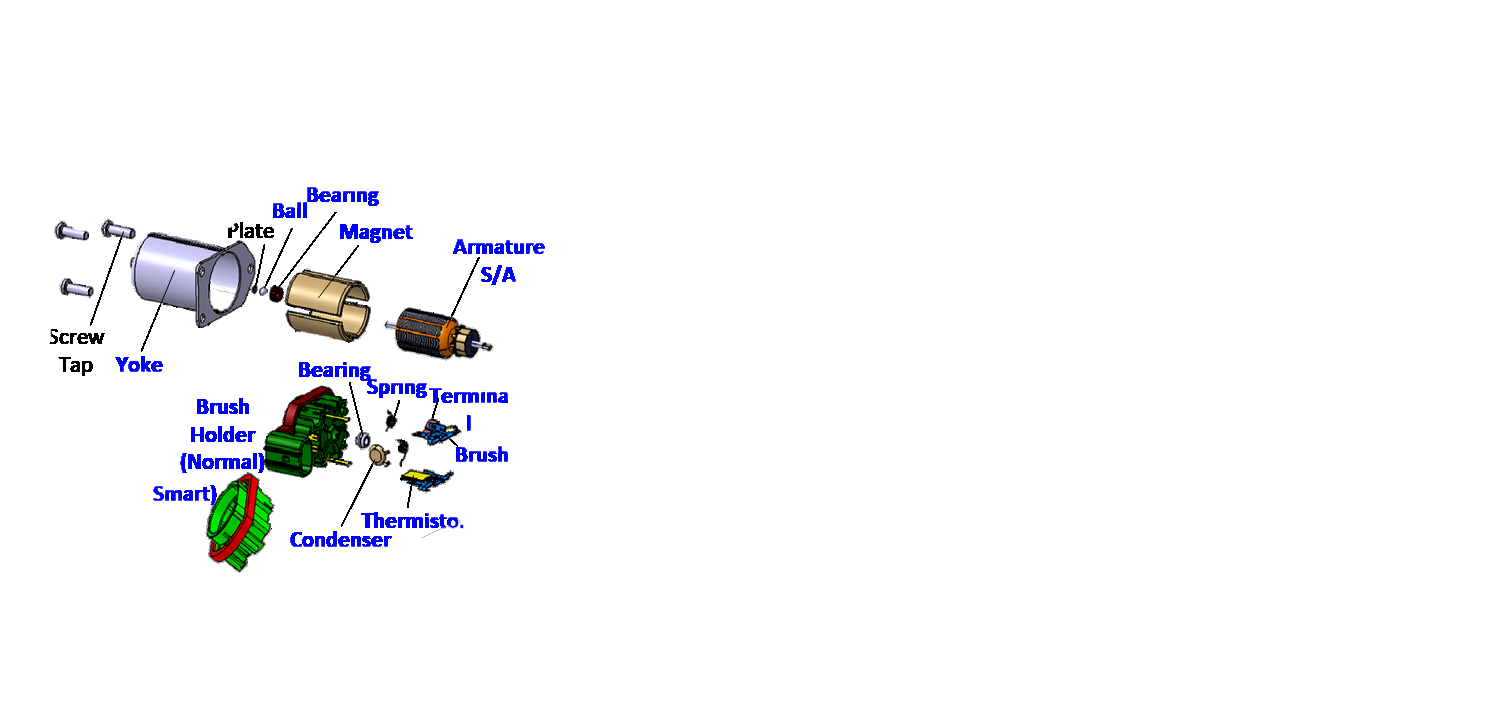 Bearing
Ball
Plate
Magnet
Armature
S/A
Screw
Tap
Yoke
Bearing
Spring
Termina
l
Brush
Holder
(Normal)
Brush
Smart)
Thermisto.
Condenser